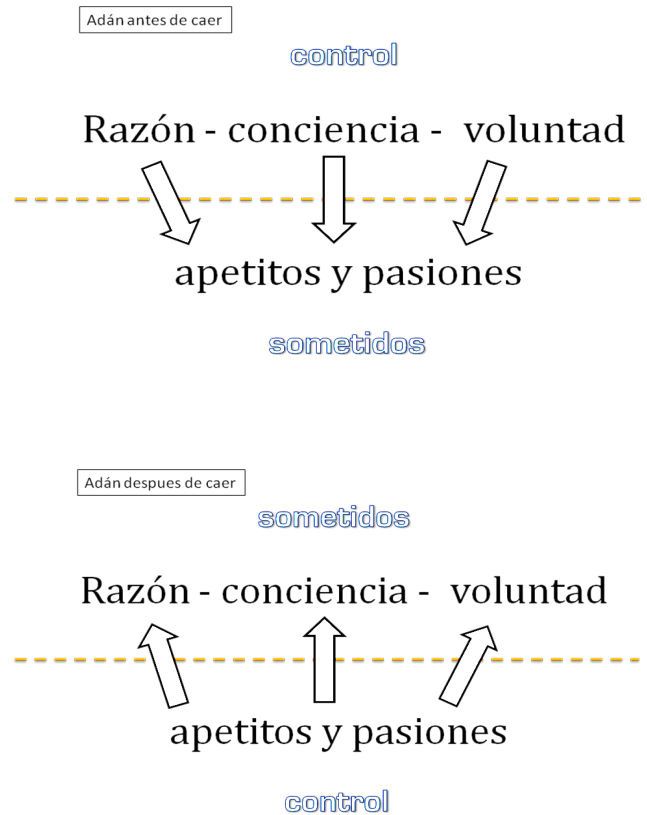 Adán antes de caer
control
Razón - conciencia - voluntad
apetitos y pasiones
sometidos
Adán despues de caer
sometidos
Razón - conciencia - voluntad
apetitos y pasiones
control